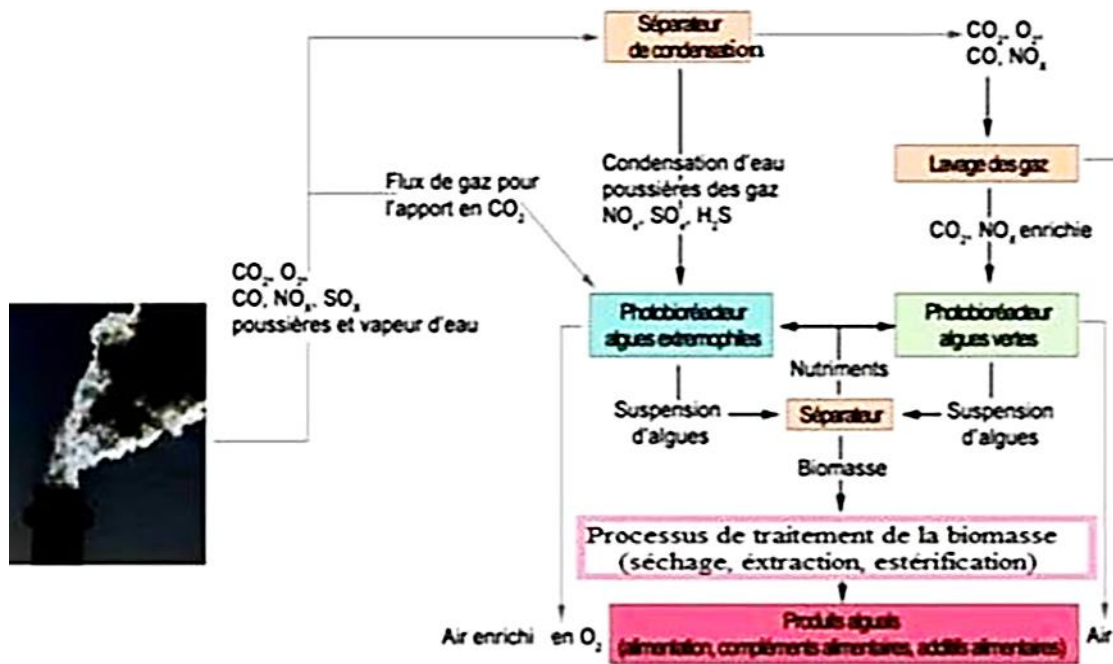 Séparateur
de condensation
CO₂, O₂,
CO, NOₓ
Condensation d'eau
poussières des gaz
NOₓ, SOₓ, H₂S
Lavage des gaz
Flux de gaz pour
l'apport en CO₂
CO₂, NOₓ enrichie
CO₂, O₂,
CO, NOₓ, SOₓ
poussières et vapeur d'eau
Photobioréacteur
algues extremophiles
Photobioréacteur
algues vertes
Nutriments
Suspension
d'algues
Séparateur
Suspension
d'algues
Biomasse
Processus de traitement de la biomasse
(séchage, éxtraction, estérification)
Air enrichi en O₂
Produits alguals
(alimentation, compléments alimentaires, additifs alimentaires)
Air